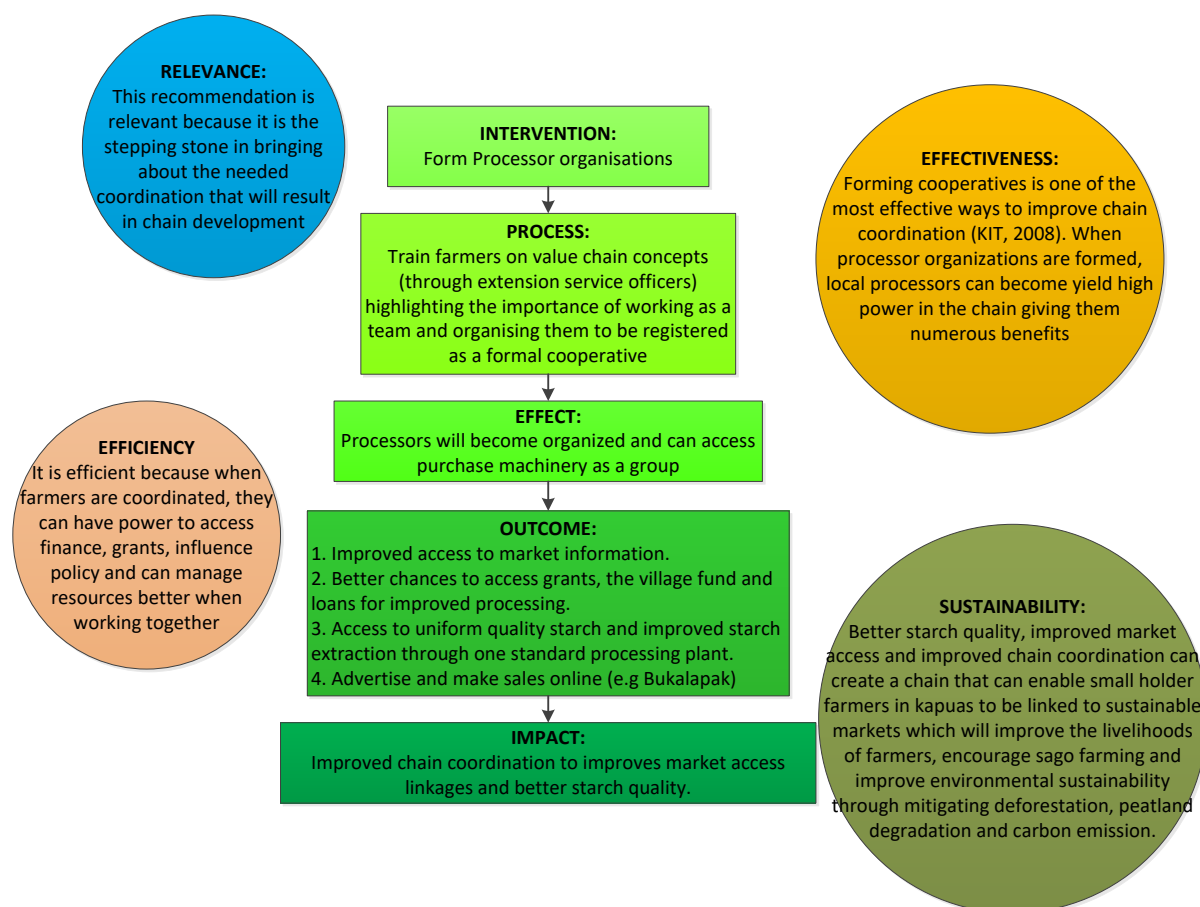 RELEVANCE:
This recommendation is
relevant because it is the
stepping stone in bringing
about the needed
coordination that will result
in chain development
INTERVENTION:
Form Processor organisations
EFFECTIVENESS:
Forming cooperatives is one of the
most effective ways to improve chain
coordination (KIT, 2008). When
processor organizations are formed,
local processors can become yield high
power in the chain giving them
numerous benefits
PROCESS:
Train farmers on value chain concepts
(through extension service officers)
highlighting the importance of working as a
team and organising them to be registered
as a formal cooperative
EFFECT:
Processors will become organized and can access
purchase machinery as a group
EFFICIENCY
It is efficient because when
farmers are coordinated, they
can have power to access
finance, grants, influence
policy and can manage
resources better when
working together
OUTCOME:
1. Improved access to market information.
2. Better chances to access grants, the village fund and
loans for improved processing.
3. Access to uniform quality starch and improved starch
extraction through one standard processing plant.
4. Advertise and make sales online (e.g Bukalapak)
SUSTAINABILITY:
Better starch quality, improved market
access and improved chain coordination can
create a chain that can enable small holder
farmers in kapuas to be linked to sustainable
markets which will improve the livelihoods
of farmers, encourage sago farming and
improve environmental sustainability
through mitigating deforestation, peatland
degradation and carbon emission.
IMPACT:
Improved chain coordination to improves market access
linkages and better starch quality.